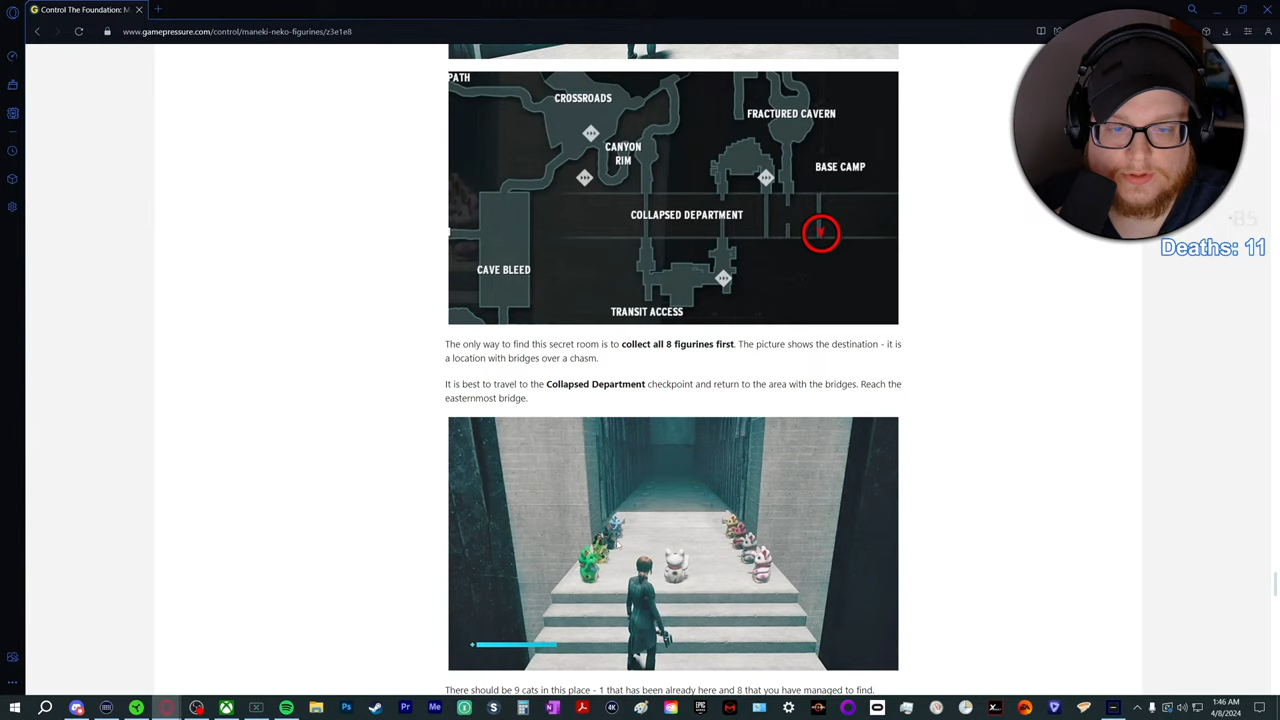 Control The Foundation: M
www.gamepressure.com/control/maneki-neko-figurines/z3e1e8
PATH
CROSSROADS
FRACTURED CAVERN
CANYON
RIM
BASE CAMP
COLLAPSED DEPARTMENT
CAVE BLEED
TRANSIT ACCESS
Deaths: 11
The only way to find this secret room is to collect all 8 figurines first. The picture shows the destination - it is
a location with bridges over a chasm.
It is best to travel to the Collapsed Department checkpoint and return to the area with the bridges. Reach the
easternmost bridge.
There should be 9 cats in this place - 1 that has been already here and 8 that you have managed to find.
1:46 AM
4/8/2024